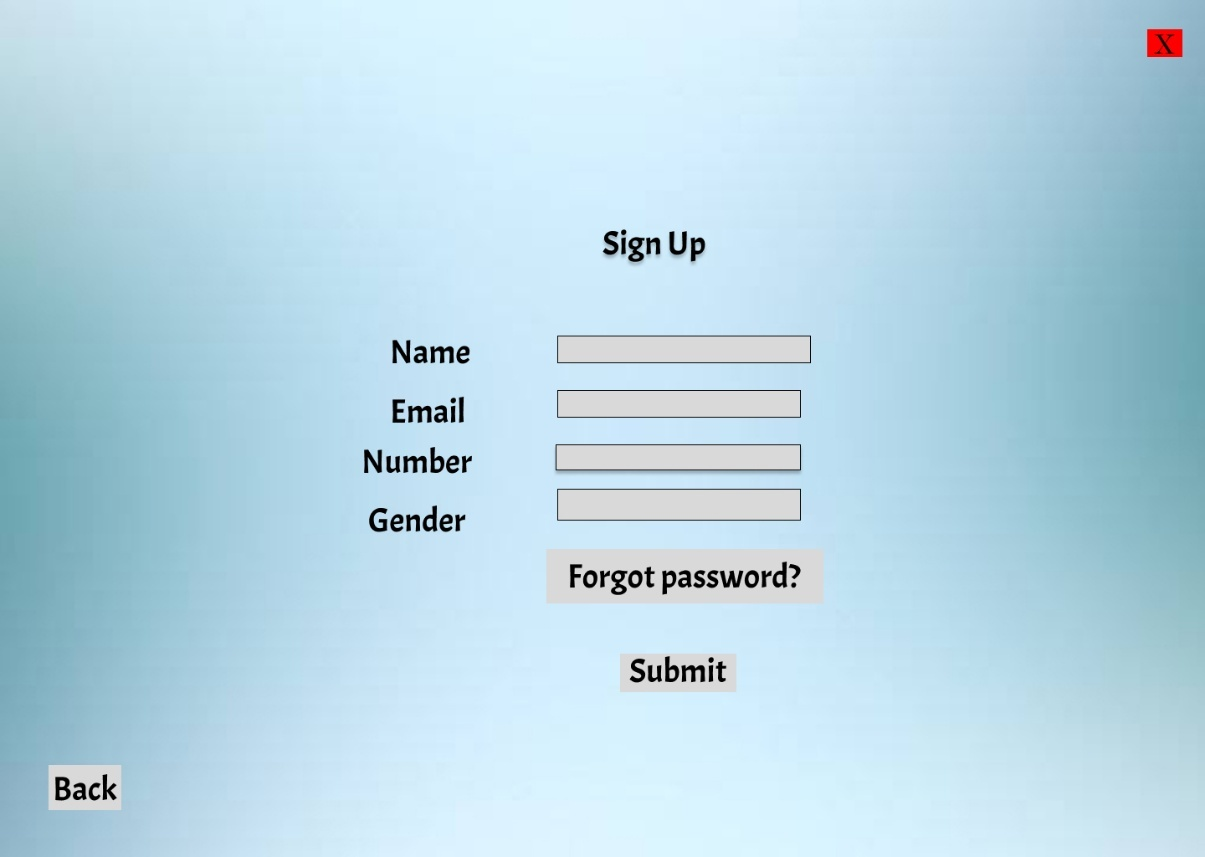 X
Sign Up
Name
Email
Number
Gender
Forgot password?
Submit
Back